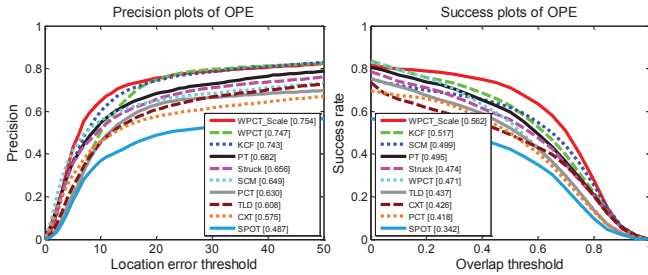 Precision plots of OPE
Precision
1
0.8
0.6
0.4
0.2
0
WPCT_Scale [0.754]
WPCT [0.747]
KCF [0.743]
PT [0.682]
Struck [0.656]
SCM [0.649]
PCT [0.630]
TLD [0.608]
CXT [0.575]
SPOT [0.487]
0 10 20 30 40 50
Location error threshold
Success plots of OPE
Success rate
1
0.8
0.6
0.4
0.2
0
WPCT_Scale [0.562]
KCF [0.517]
SCM [0.499]
PT [0.495]
Struck [0.474]
WPCT [0.471]
TLD [0.437]
CXT [0.426]
PCT [0.418]
SPOT [0.342]
0 0.2 0.4 0.6 0.8 1
Overlap threshold